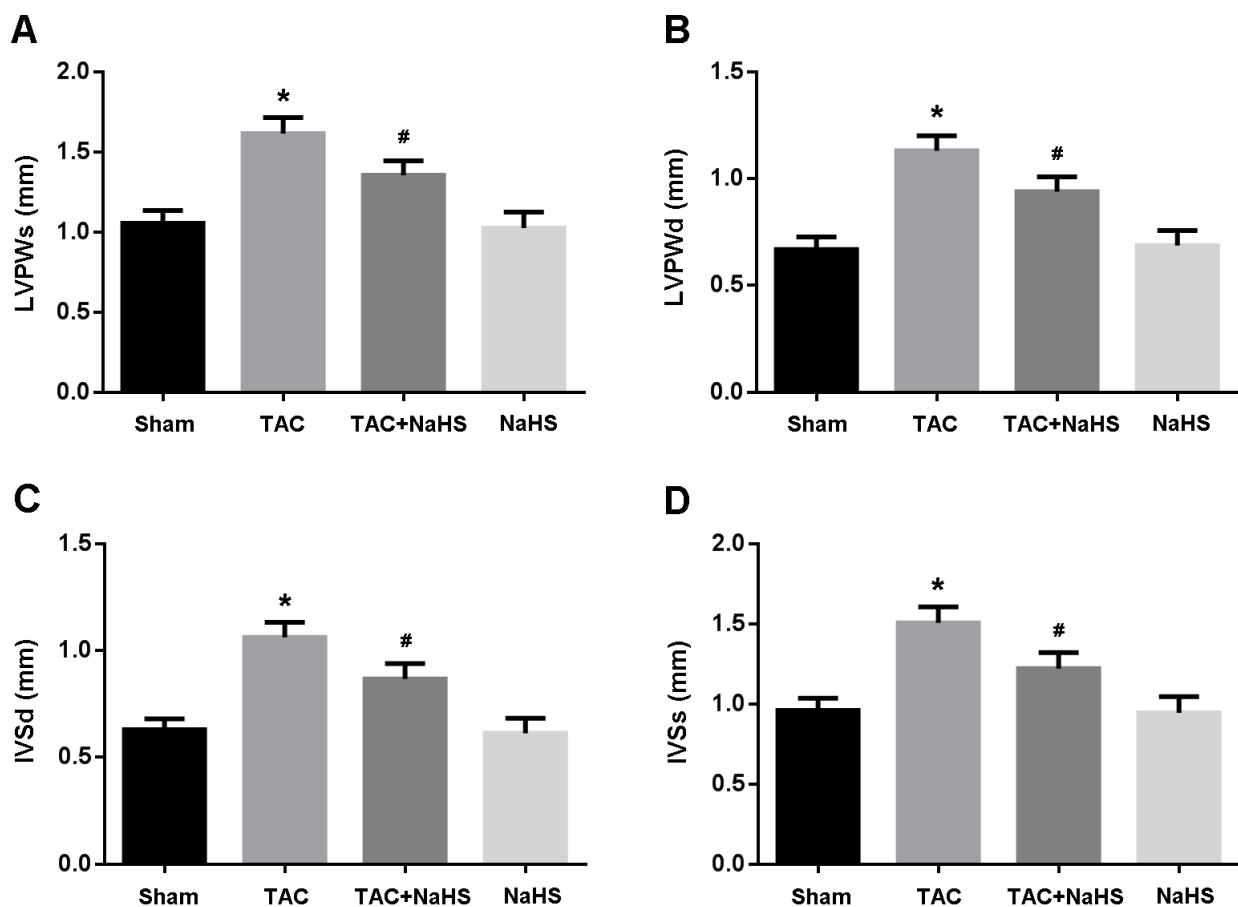 A
LVPWs (mm)
2.0
1.5
1.0
0.5
0.0
*
#
Sham TAC TAC+NaHS NaHS
B
LVPWd (mm)
1.5
1.0
0.5
0.0
*
#
Sham TAC TAC+NaHS NaHS
C
IVSd (mm)
1.5
1.0
0.5
0.0
*
#
Sham TAC TAC+NaHS NaHS
D
IVSs (mm)
2.0
1.5
1.0
0.5
0.0
*
#
Sham TAC TAC+NaHS NaHS